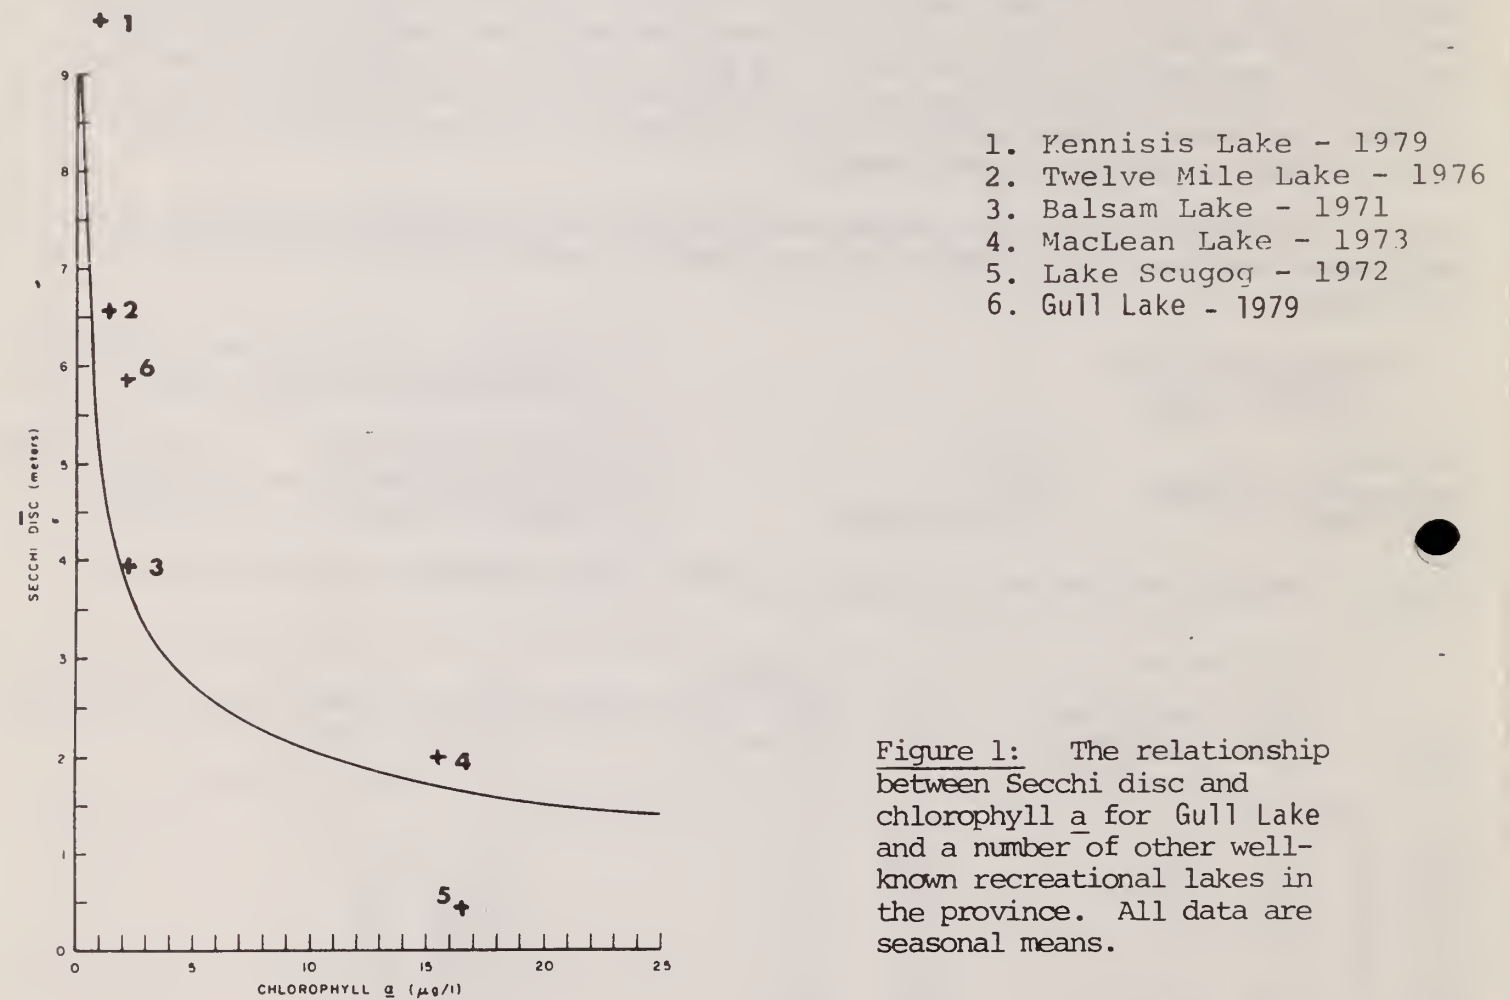 1
9
8
7
2
6
6
5
4
3
3
2
4
1
5
0
0 5 10 15 20 25
SECCHI DISC (meters)
CHLOROPHYLL a (μg/l)
1. Kennisis Lake - 1979
2. Twelve Mile Lake - 1976
3. Balsam Lake - 1971
4. MacLean Lake - 1973
5. Lake Scugog - 1972
6. Gull Lake - 1979
Figure 1: The relationship
between Secchi disc and
chlorophyll a for Gull Lake
and a number of other well-
known recreational lakes in
the province. All data are
seasonal means.